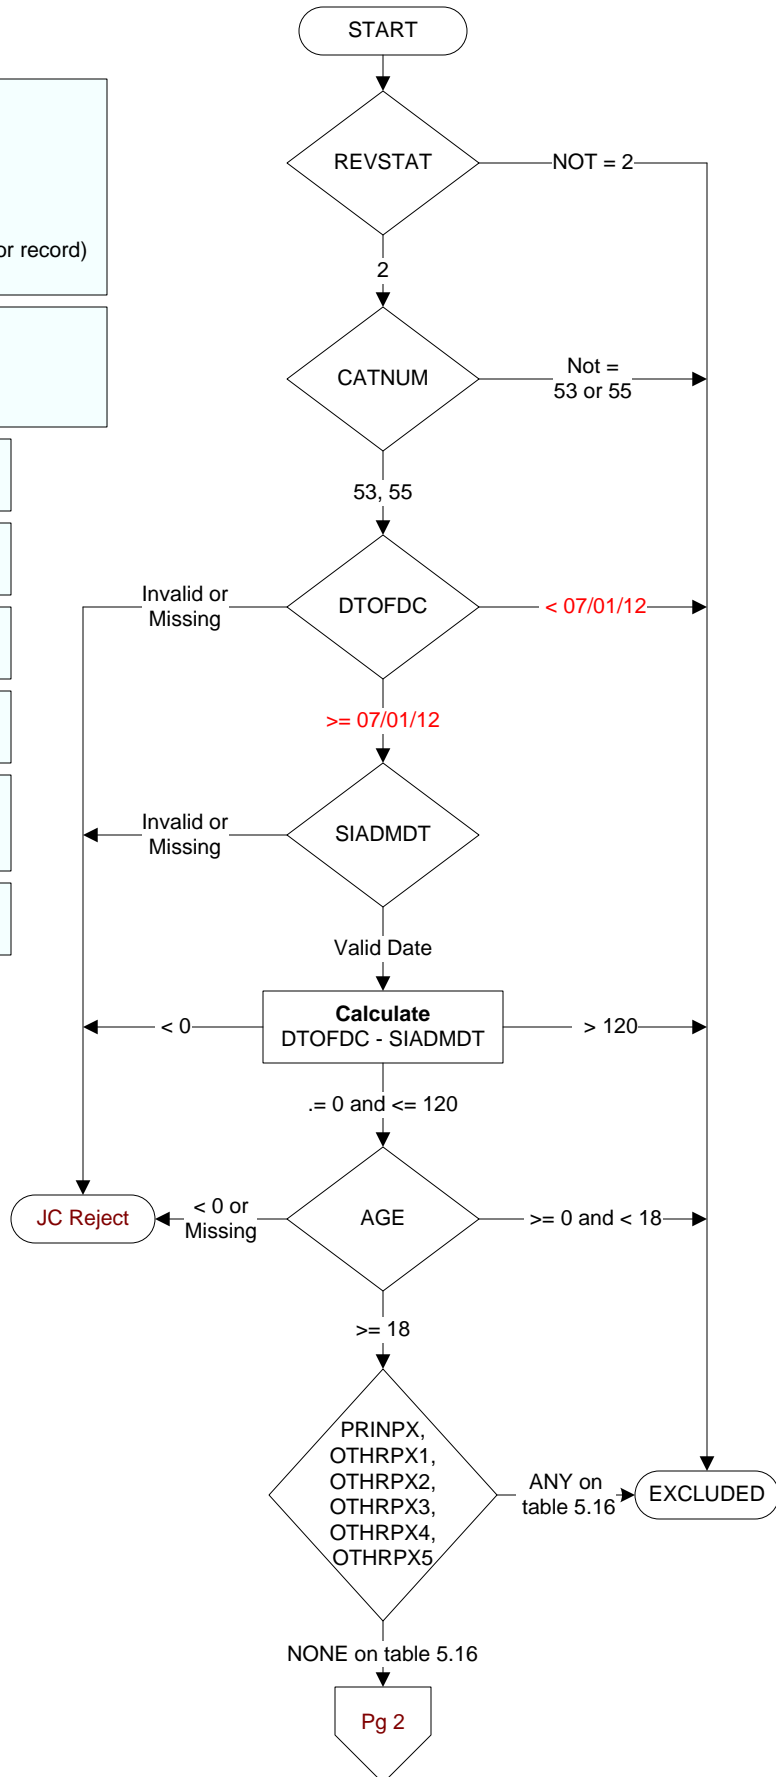 START
REVSTAT
NOT = 2
or record)
2
CATNUM
Not =
53 or 55
53, 55
Invalid or
Missing
DTOFDC
< 07/01/12
>= 07/01/12
Invalid or
Missing
SIADMDT
Valid Date
Calculate
DTOFDC - SIADMDT
< 0
> 120
.= 0 and <= 120
JC Reject
< 0 or
Missing
AGE
>= 0 and < 18
>= 18
PRINPX,
OTHRPX1,
OTHRPX2,
OTHRPX3,
OTHRPX4,
OTHRPX5
ANY on
table 5.16
EXCLUDED
NONE on table 5.16
Pg 2